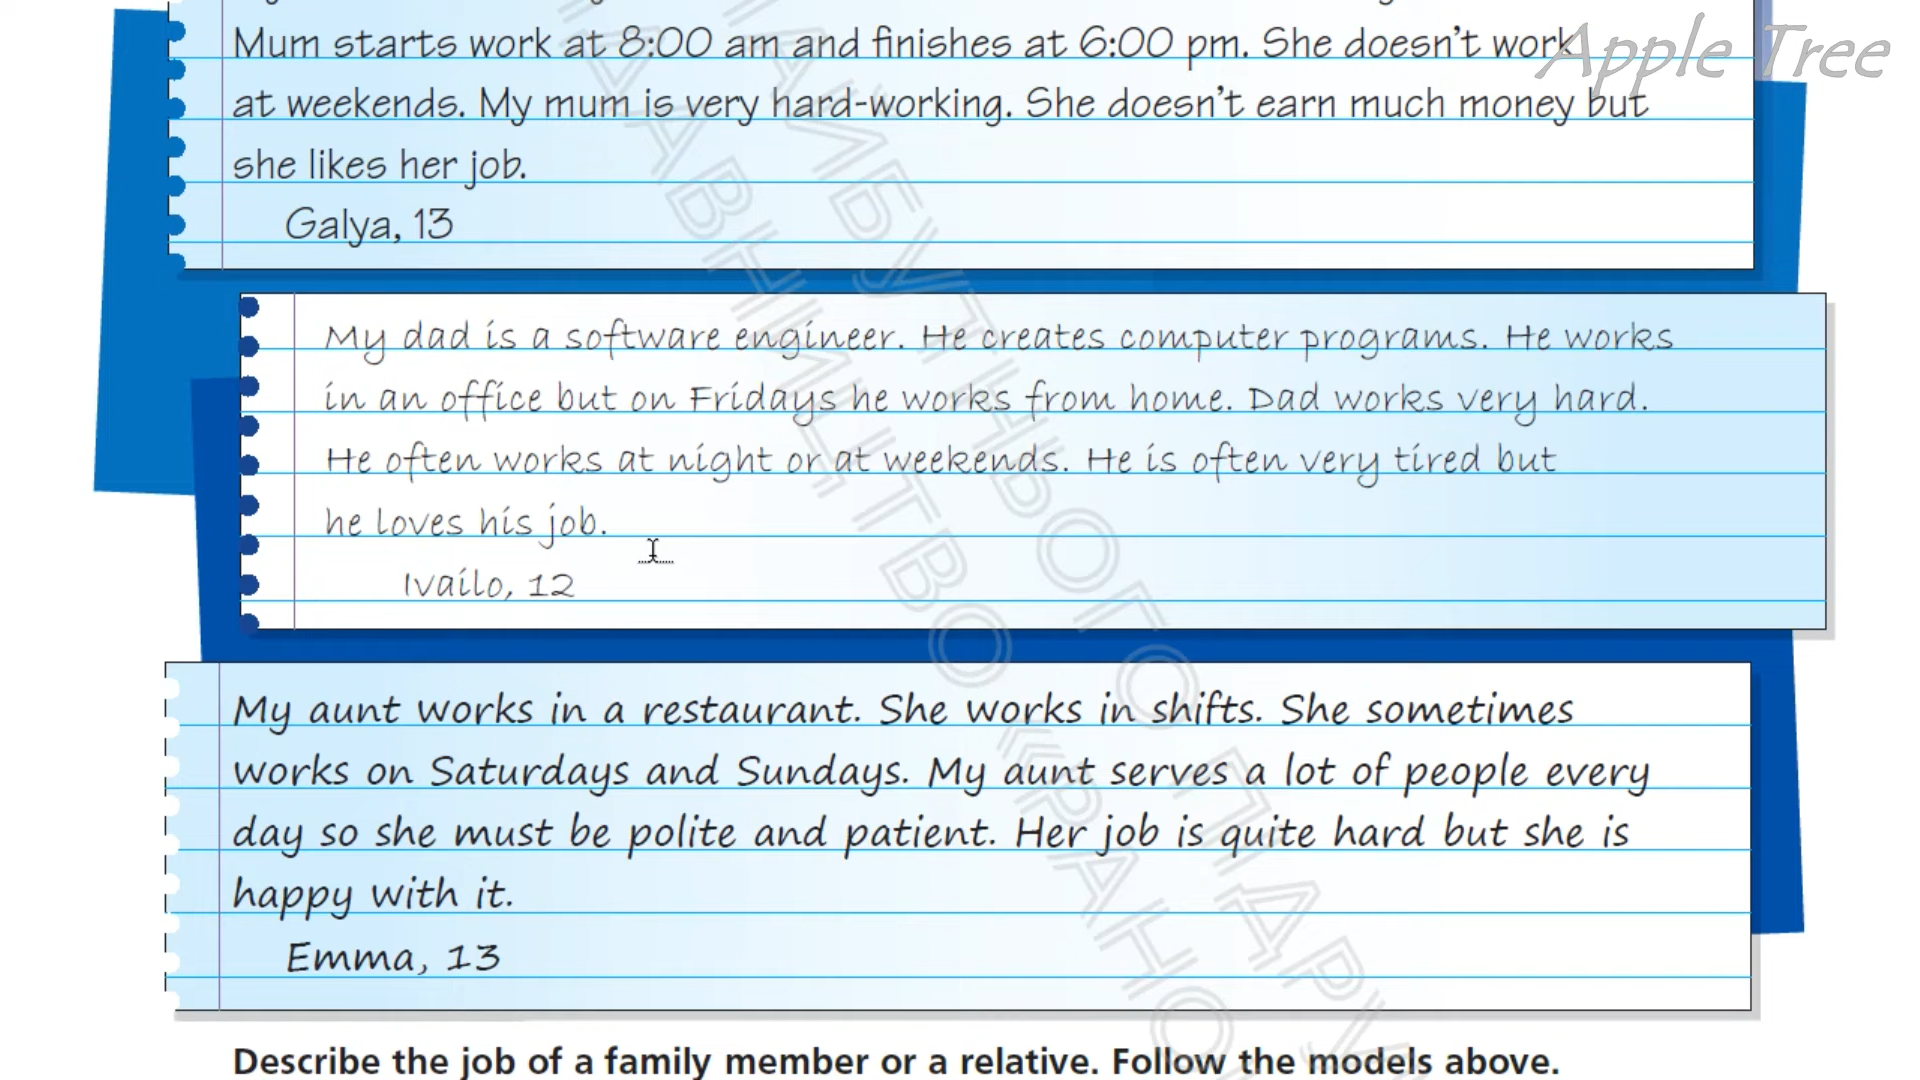 Mum starts work at 8:00 am and finishes at 6:00 pm. She doesn't work
Apple Tree
at weekends. My mum is very hard-working. She doesn't earn much money but
she likes her job.
Galya, 13
My dad is a software engineer. He creates computer programs. He works
in an office but on Fridays he works from home. Dad works very hard.
He often works at night or at weekends. He is often very tired but
he loves his job.
Ivailo, 12
My aunt works in a restaurant. She works in shifts. She sometimes
works on Saturdays and Sundays. My aunt serves a lot of people every
day so she must be polite and patient. Her job is quite hard but she is
happy with it.
Emma, 13
Describe the job of a family member or a relative. Follow the models above.